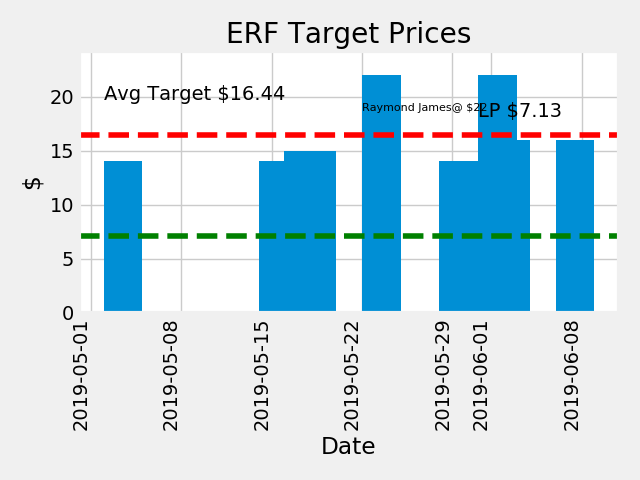 ERF Target Prices
Avg Target $16.44
Raymond James@ $22
LP $7.13
$
20
15
10
5
0
2019-05-01
2019-05-08
2019-05-15
2019-05-22
2019-05-29
2019-06-01
2019-06-08
Date